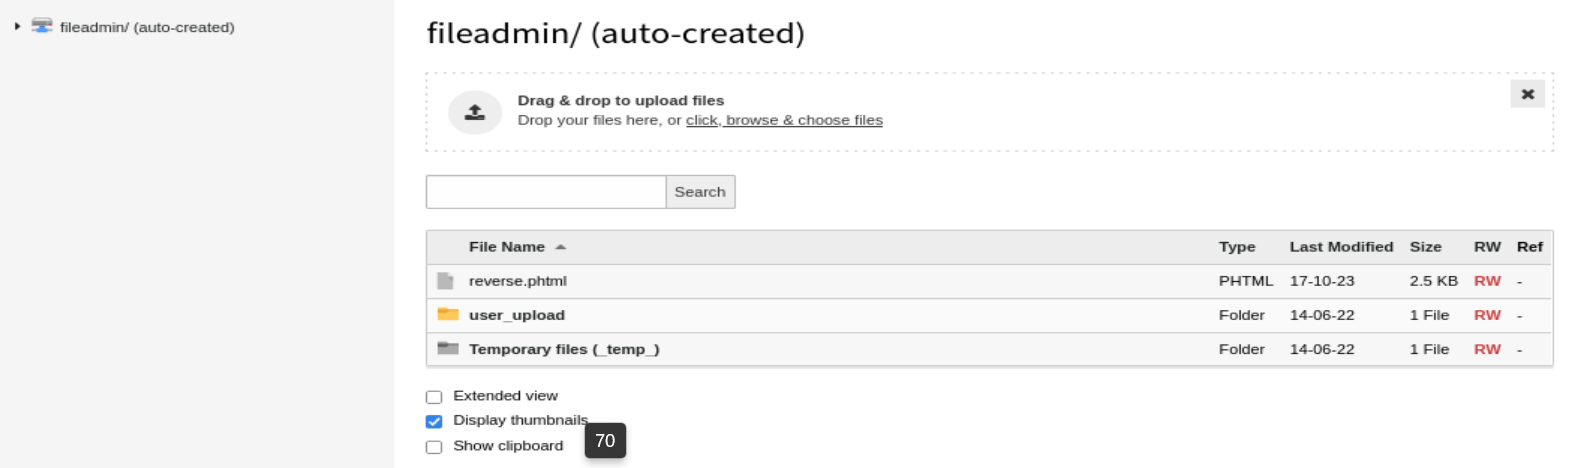 fileadmin/ (auto-created)
fileadmin/ (auto-created)
Drag & drop to upload files
Drop your files here, or click, browse & choose files
Search
File Name Type Last Modified Size RW Ref
reverse.phtml PHTML 17-10-23 2.5 KB RW -
user_upload Folder 14-06-22 1 File RW -
Temporary files (_temp_) Folder 14-06-22 1 File RW -
Extended view
Display thumbnails
Show clipboard
70